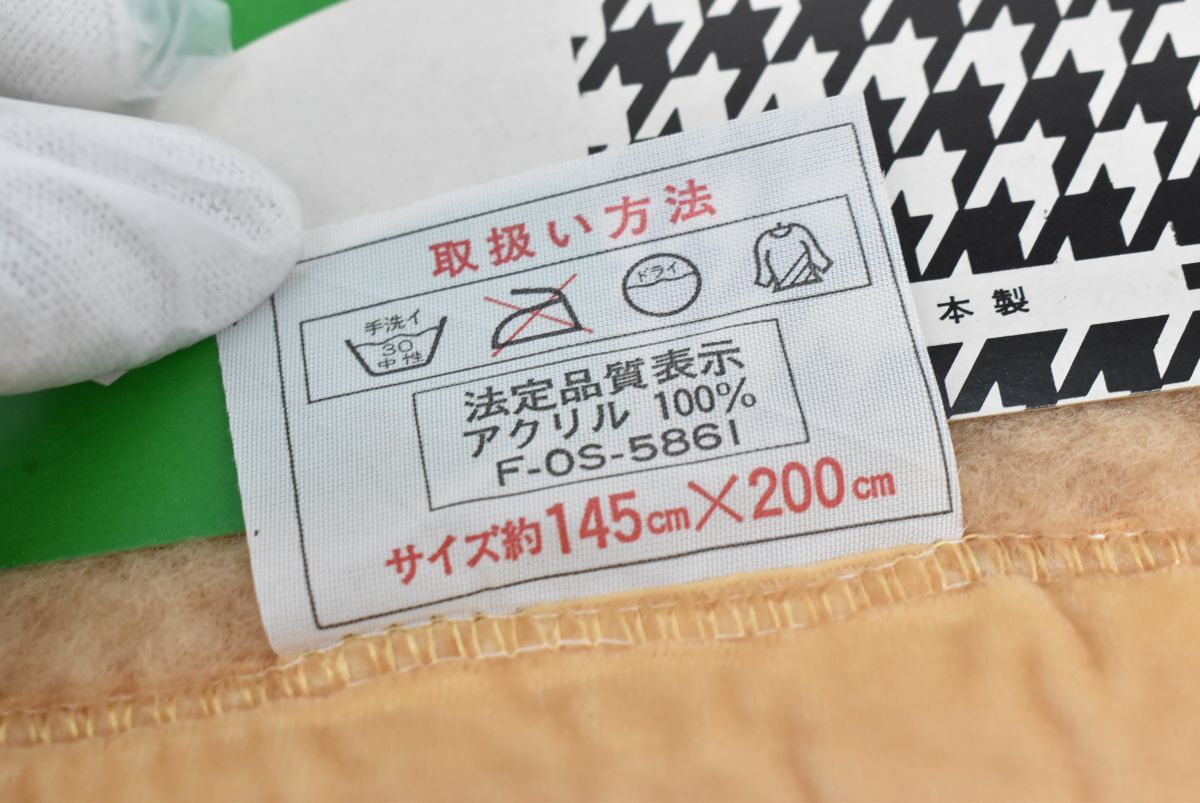 取扱い方法
手洗イ
30
中性
ドライ
法定品質表示
アクリル 100%
F-OS-5861
サイズ約145cm×200cm
本製